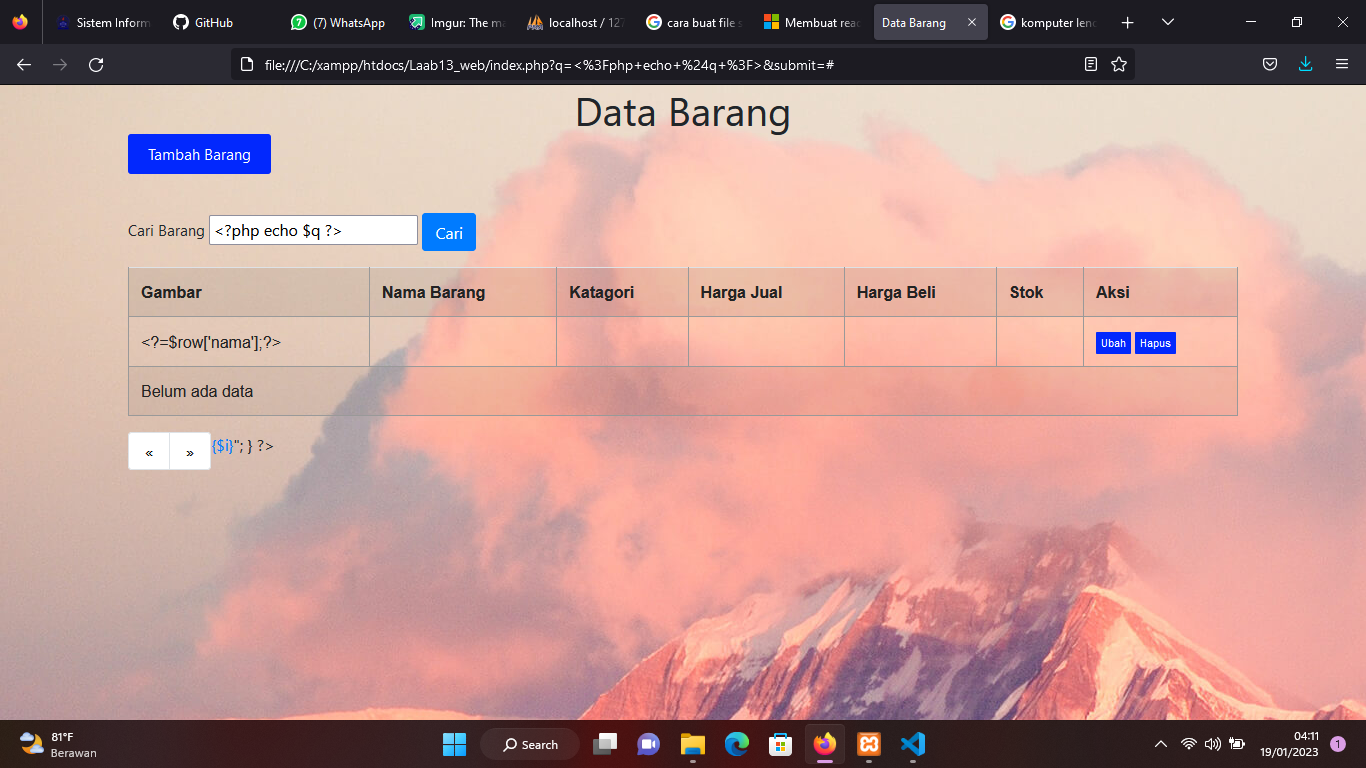 Sistem Inform
GitHub
(7) WhatsApp
Imgur: The ma
localhost / 127
cara buat file s
Membuat read
Data Barang
komputer leng
file:///C:/xampp/htdocs/Laab13_web/index.php?q=<%3Fphp+echo+%24q+%3F>&submit=#
Data Barang
Tambah Barang
Cari Barang <?php echo $q ?> Cari
Gambar Nama Barang Katagori Harga Jual Harga Beli Stok Aksi
<?=$row['nama'];?> Ubah Hapus
Belum ada data
« » {$i}"; } ?>
81°F
Berawan
Search
04:11
19/01/2023
1